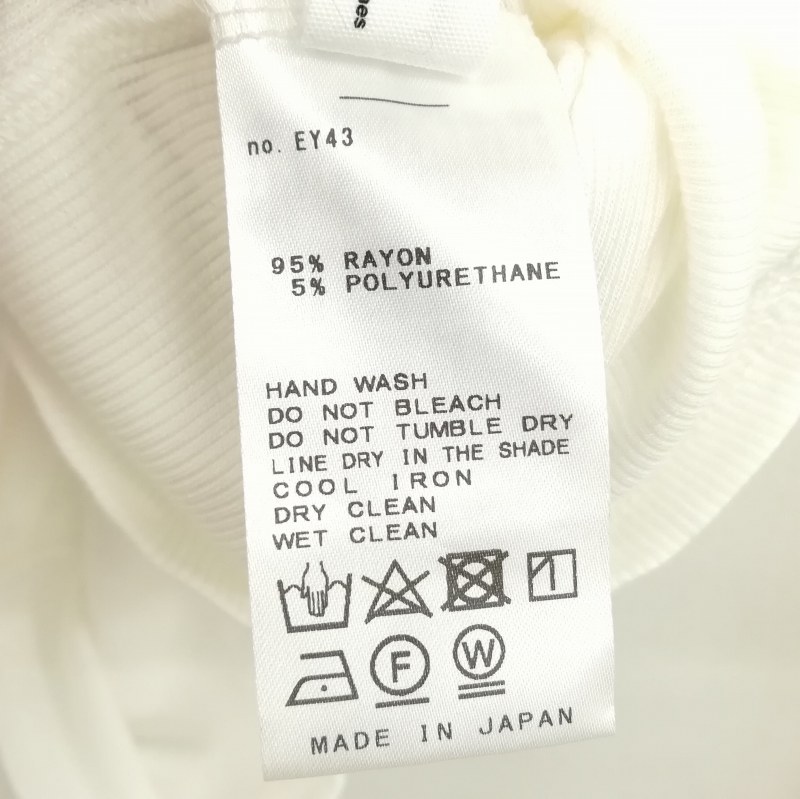 no. EY43
95% RAYON
5% POLYURETHANE
HAND WASH
DO NOT BLEACH
DO NOT TUMBLE DRY
LINE DRY IN THE SHADE
COOL IRON
DRY CLEAN
WET CLEAN
F W
MADE IN JAPAN